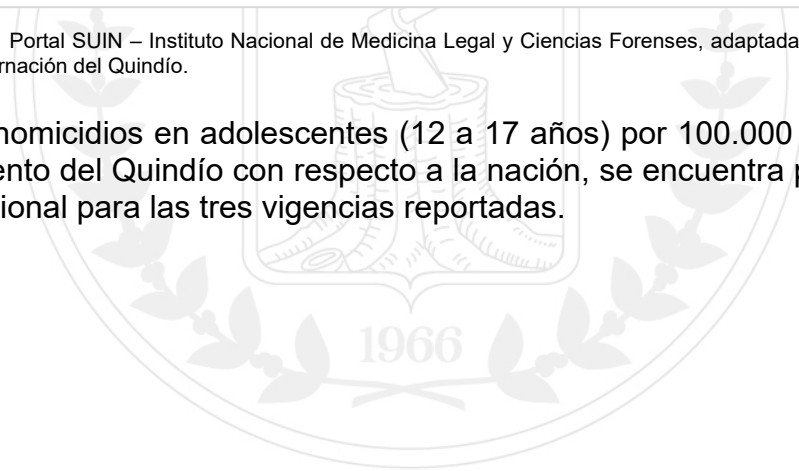 Portal SUIN – Instituto Nacional de Medicina Legal y Ciencias Forenses, adaptada
rnación del Quindío.
homicidios en adolescentes (12 a 17 años) por 100.000
ento del Quindío con respecto a la nación, se encuentra p
ional para las tres vigencias reportadas.
1966